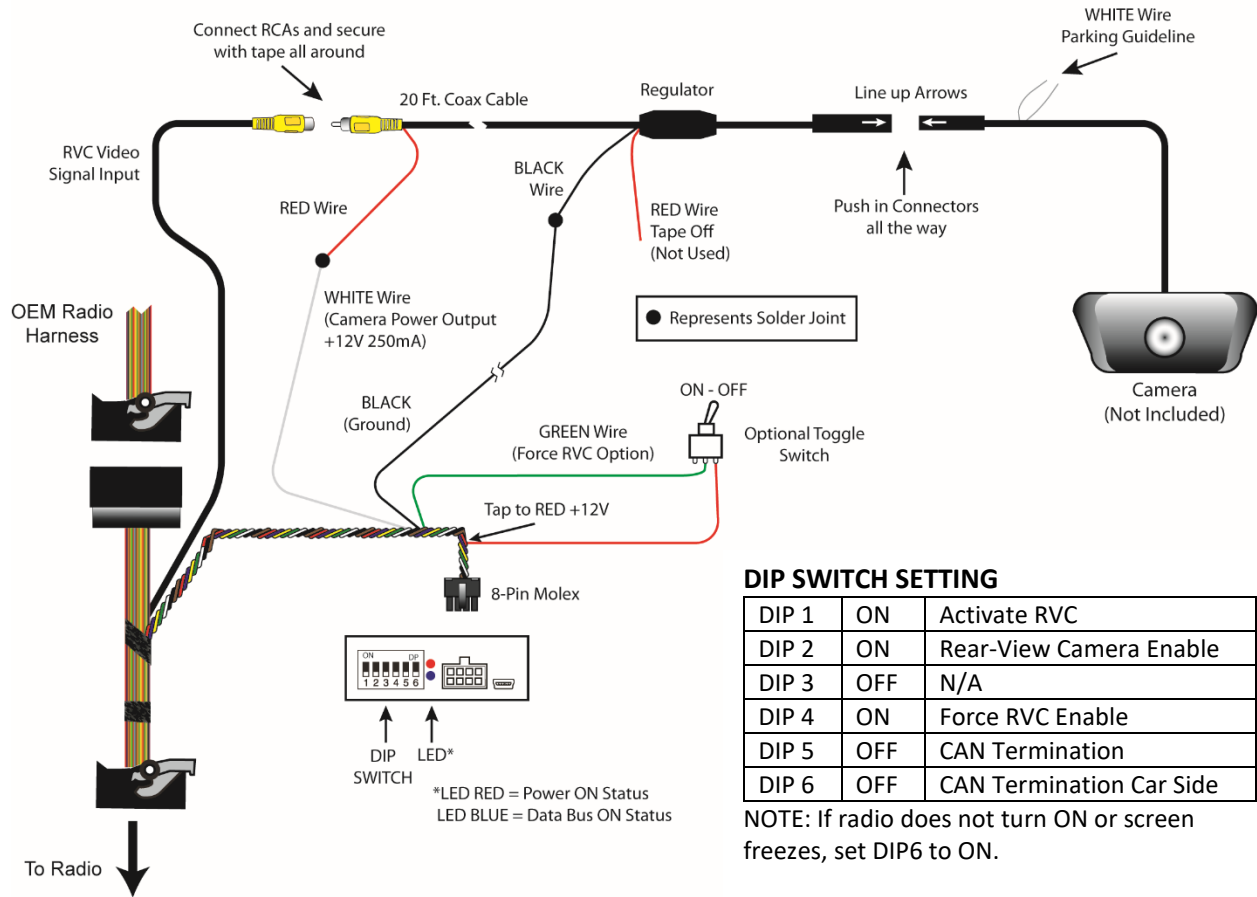 Connect RCAs and secure
with tape all around
WHITE Wire
Parking Guideline
20 Ft. Coax Cable
Regulator
Line up Arrows
RVC Video
Signal Input
BLACK
Wire
RED Wire
RED Wire
Tape Off
(Not Used)
Push in Connectors
all the way
OEM Radio
Harness
WHITE Wire
(Camera Power Output
+12V 250mA)
Represents Solder Joint
Camera
(Not Included)
BLACK
(Ground)
ON - OFF
GREEN Wire
(Force RVC Option)
Optional Toggle
Switch
Tap to RED +12V
8-Pin Molex
ON DP
1 2 3 4 5 6
DIP
SWITCH
LED*
*LED RED = Power ON Status
LED BLUE = Data Bus ON Status
To Radio
DIP SWITCH SETTING
DIP 1 ON Activate RVC
DIP 2 ON Rear-View Camera Enable
DIP 3 OFF N/A
DIP 4 ON Force RVC Enable
DIP 5 OFF CAN Termination
DIP 6 OFF CAN Termination Car Side
NOTE: If radio does not turn ON or screen
freezes, set DIP6 to ON.